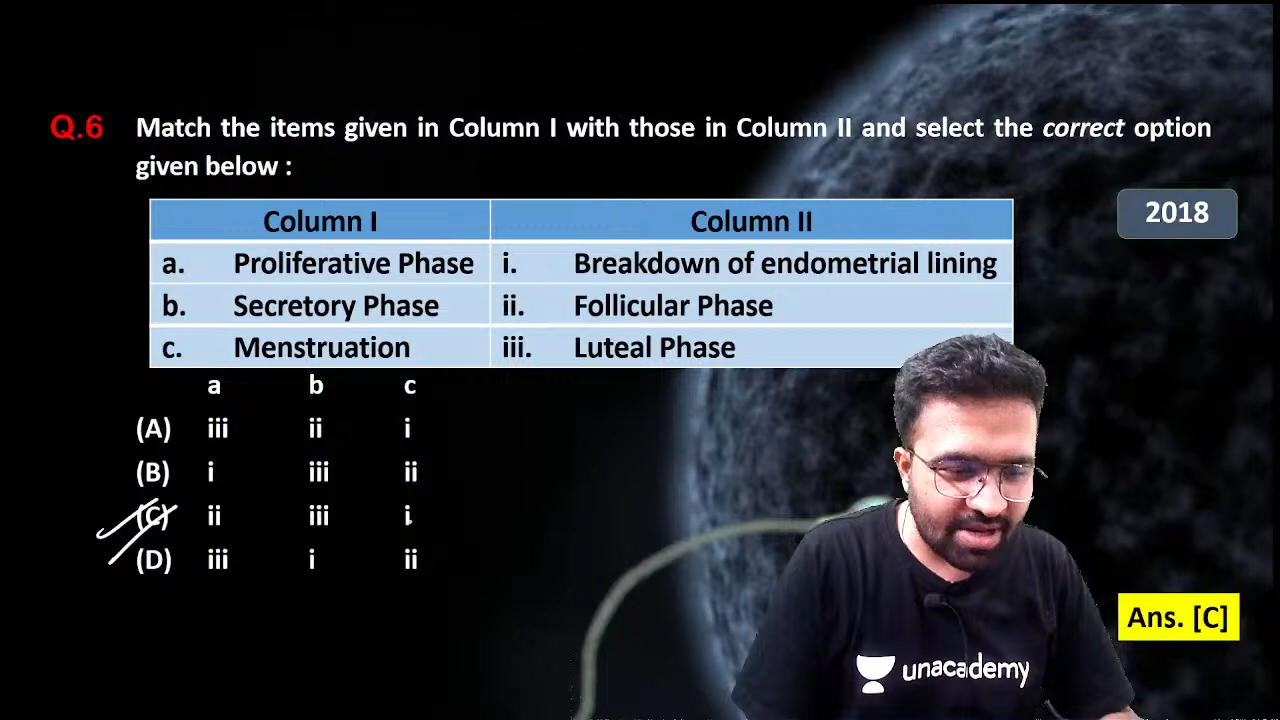 Q.6 Match the items given in Column I with those in Column II and select the correct option
given below :
2018
Column I Column II
a. Proliferative Phase i. Breakdown of endometrial lining
b. Secretory Phase ii. Follicular Phase
c. Menstruation iii. Luteal Phase
a b c
(A) iii ii i
(B) i iii ii
(C) ii iii i
(D) iii i ii
Ans. [C]
unacademy